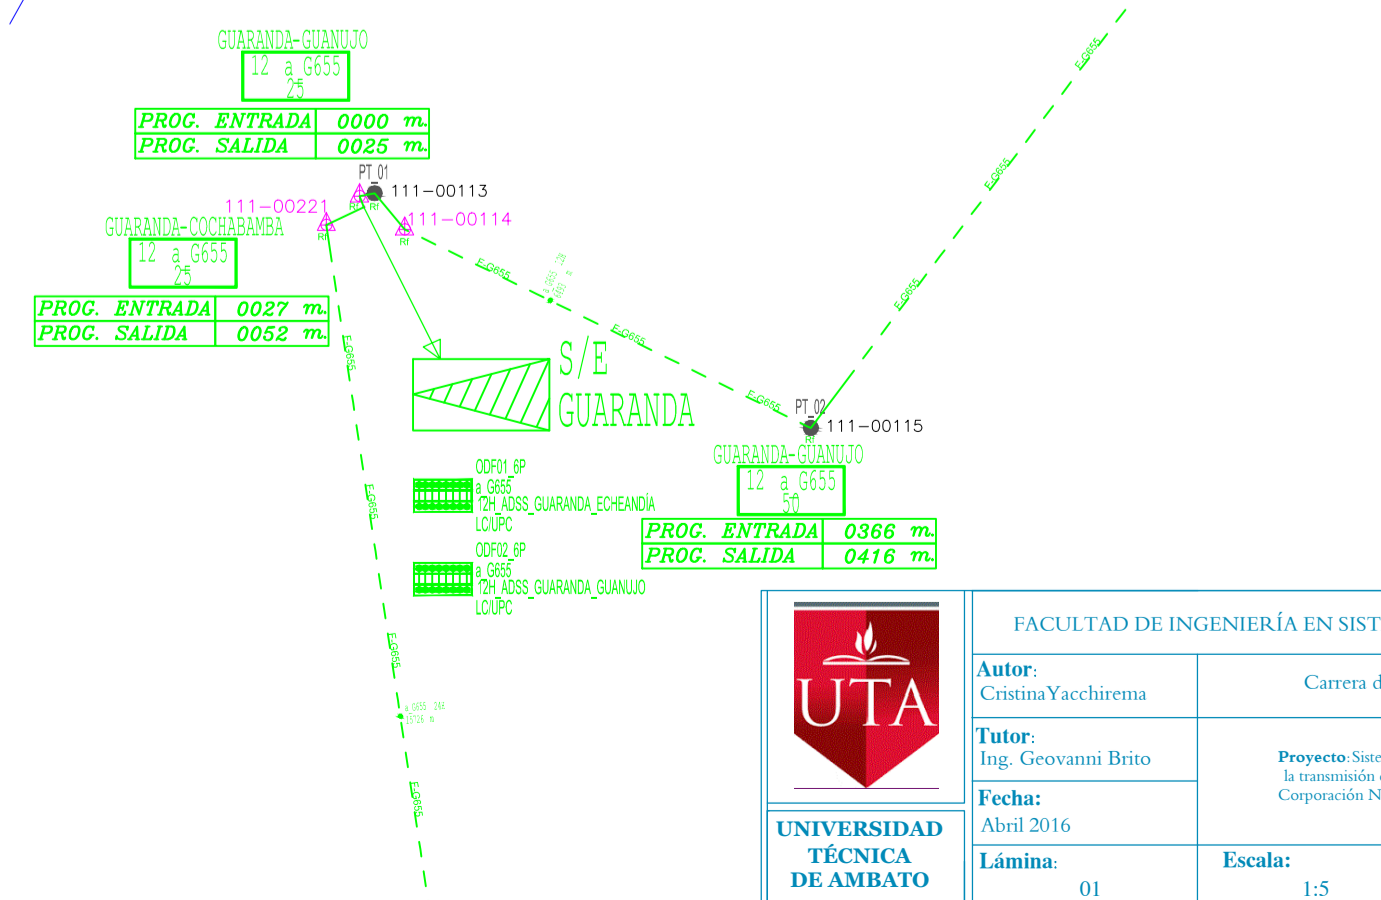 GUARANDA-GUANUJO
12 a G655
25
PROG. ENTRADA 0000 m.
PROG. SALIDA 0025 m.
PT_01
111-00113
111-00221
111-00114
Rf
Rf
Rf
Rf
GUARANDA-COCHABAMBA
12 a G655
25
PROG. ENTRADA 0027 m.
PROG. SALIDA 0052 m.
E-G655
E-G655
E-G655
E-G655
E-G655
E-G655
E-G655
E-G655
E-G655
E-G655
S/E
GUARANDA
PT_02
111-00115
Rf
GUARANDA-GUANUJO
12 a G655
50
PROG. ENTRADA 0366 m.
PROG. SALIDA 0416 m.
ODF01_6P
a_G655
12H_ADSS_GUARANDA_ECHEANDÍA
LC/UPC
ODF02_6P
a_G655
12H_ADSS_GUARANDA_GUANUJO
LC/UPC
UTA
UNIVERSIDAD
TÉCNICA
DE AMBATO
FACULTAD DE INGENIERÍA EN SIST
Autor:
Cristina Yacchirema
Carrera d
Tutor:
Ing. Geovanni Brito
Proyecto: Siste
la transmisión
Corporación N
Fecha:
Abril 2016
Lámina:
01
Escala:
1:5